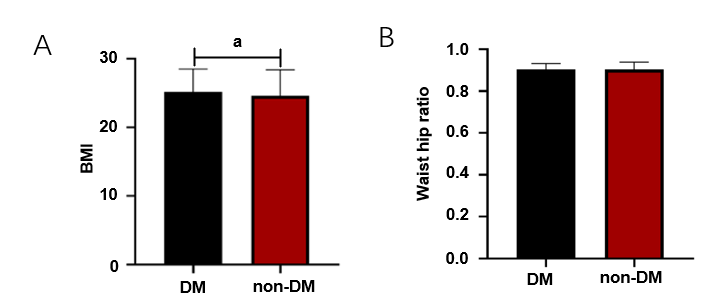 A
a
30
20
10
0
BMI
DM
non-DM
B
1.0
0.8
0.6
0.4
0.2
0.0
Waist hip ratio
DM
non-DM